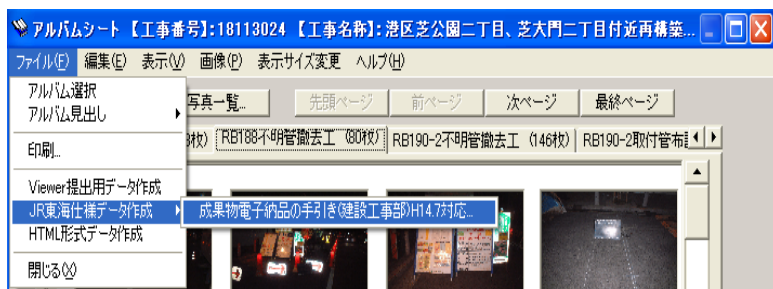 アルバムシート 【工事番号】:18113024 【工事名称】:港区芝公園二丁目、芝大門二丁目付近再構築...
ファイル(F) 編集(E) 表示(V) 画像(P) 表示サイズ変更 ヘルプ(H)
アルバム選択
アルバム見出し
写真一覧... 先頭ページ 前ページ 次ページ 最終ページ
枚) RB188不明管撤去工 (80枚) RB190-2不明管撤去工 (146枚) RB190-2取付管布
印刷...
Viewer提出用データ作成
JR東海仕様データ作成 成果物電子納品の手引き(建設工事部)H14.7対応...
HTML形式データ作成
閉じる(X)